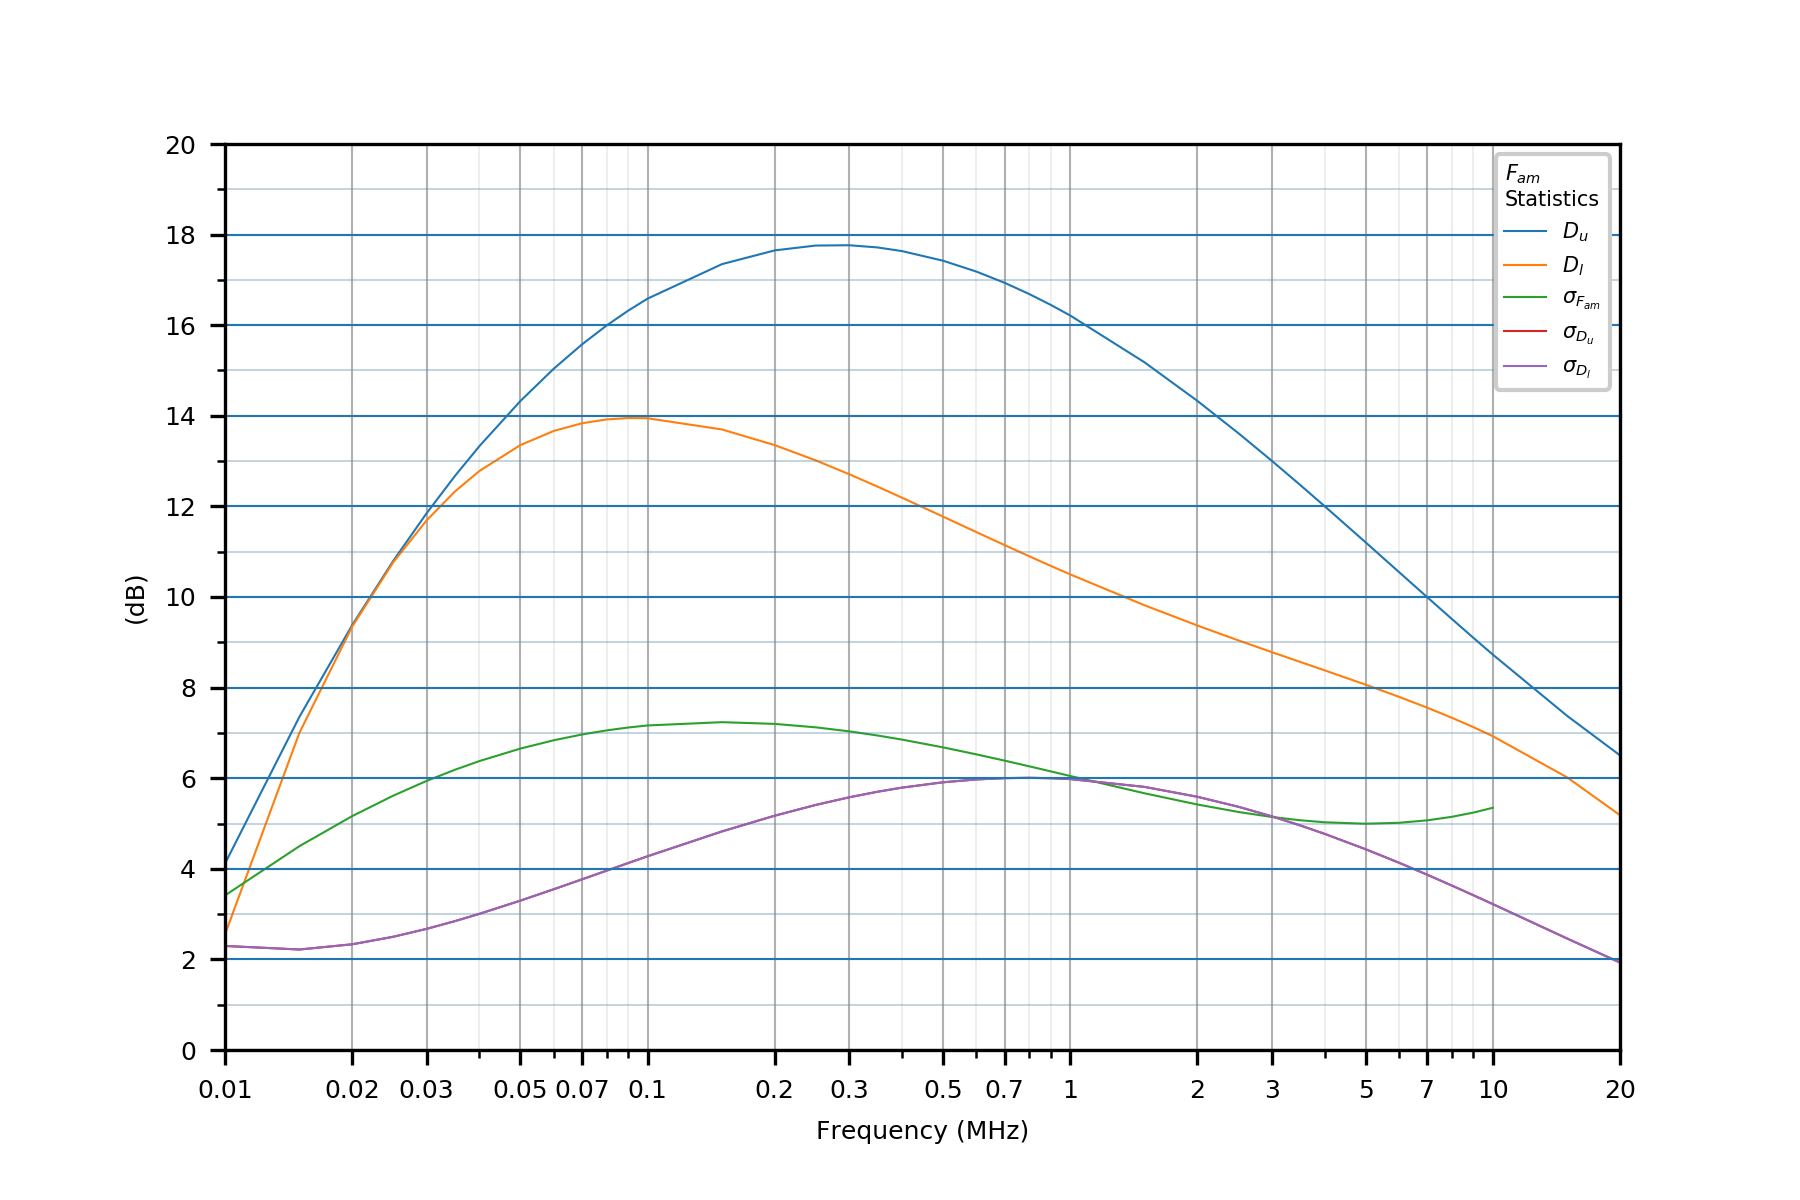 20
18
16
14
12
10
8
6
4
2
0
(dB)
0.01 0.02 0.03 0.05 0.07 0.1 0.2 0.3 0.5 0.7 1 2 3 5 7 10 20
Frequency (MHz)
F_am
Statistics
D_u
D_l
σ_F_am
σ_D_u
σ_D_l